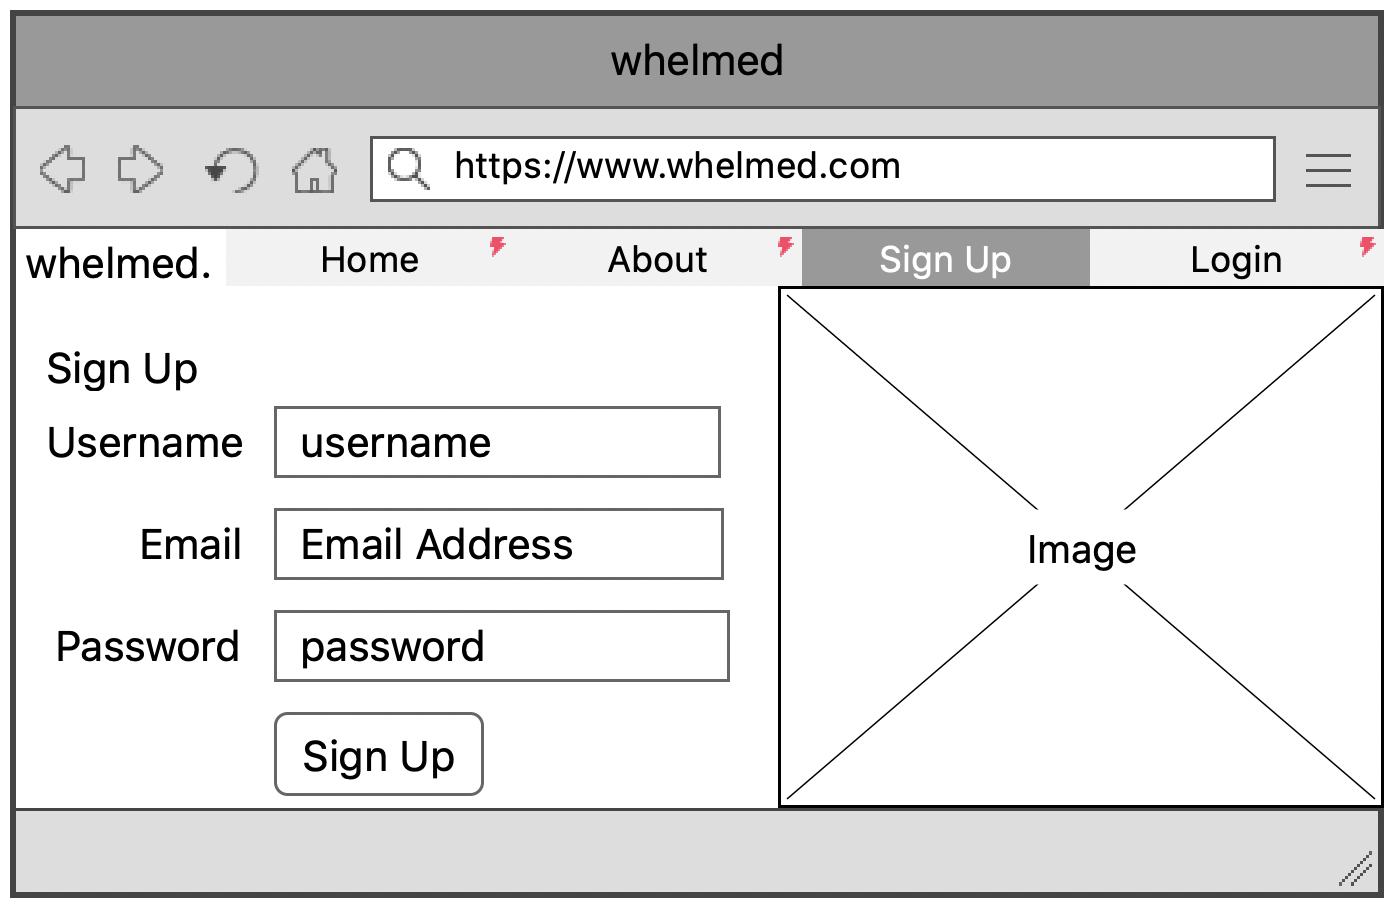 whelmed
https://www.whelmed.com
whelmed. Home About Sign Up Login
Sign Up
Username username
Email Email Address
Password password
Sign Up
Image